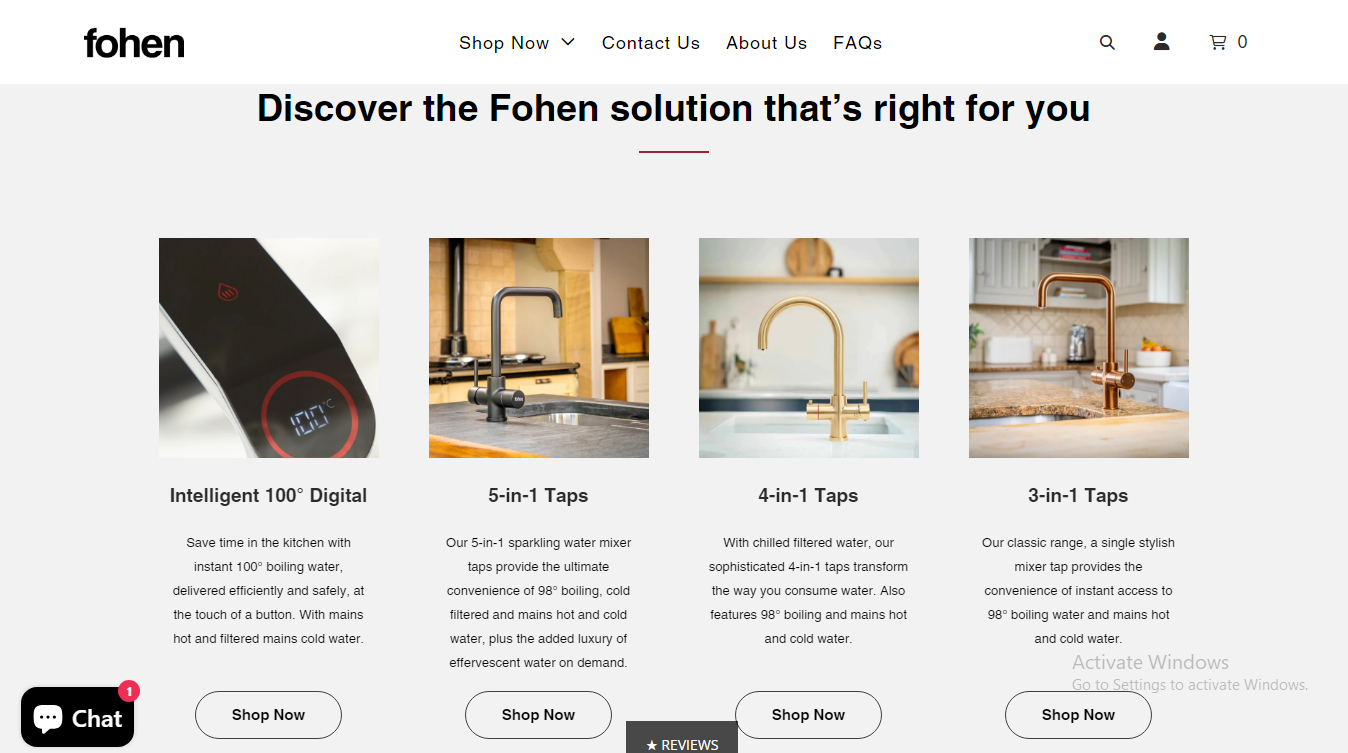 fohen
Shop Now
Contact Us
About Us
FAQs
0
Discover the Fohen solution that’s right for you
100°C
fohen
Intelligent 100° Digital
Save time in the kitchen with
instant 100° boiling water,
delivered efficiently and safely, at
the touch of a button. With mains
hot and filtered mains cold water.
Shop Now
5-in-1 Taps
Our 5-in-1 sparkling water mixer
taps provide the ultimate
convenience of 98° boiling, cold
filtered and mains hot and cold
water, plus the added luxury of
effervescent water on demand.
Shop Now
4-in-1 Taps
With chilled filtered water, our
sophisticated 4-in-1 taps transform
the way you consume water. Also
features 98° boiling and mains hot
and cold water.
Shop Now
3-in-1 Taps
Our classic range, a single stylish
mixer tap provides the
convenience of instant access to
98° boiling water and mains hot
and cold water.
Shop Now
Activate Windows
Go to Settings to activate Windows.
Chat
1
★ REVIEWS